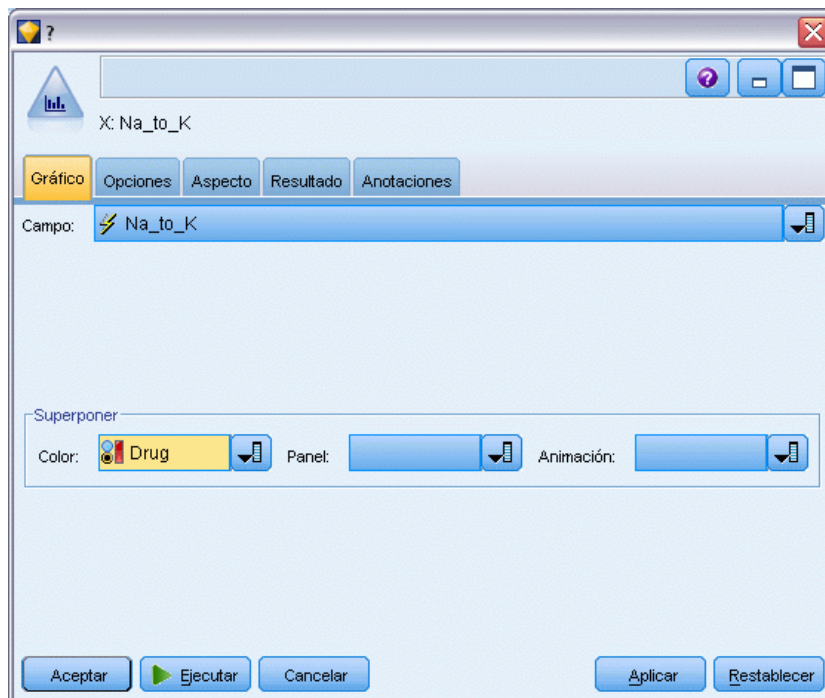 ?
X: Na_to_K
Gráfico Opciones Aspecto Resultado Anotaciones
Campo: Na_to_K
Superponer
Color: Drug Panel: Animación:
Aceptar Ejecutar Cancelar Aplicar Restablecer